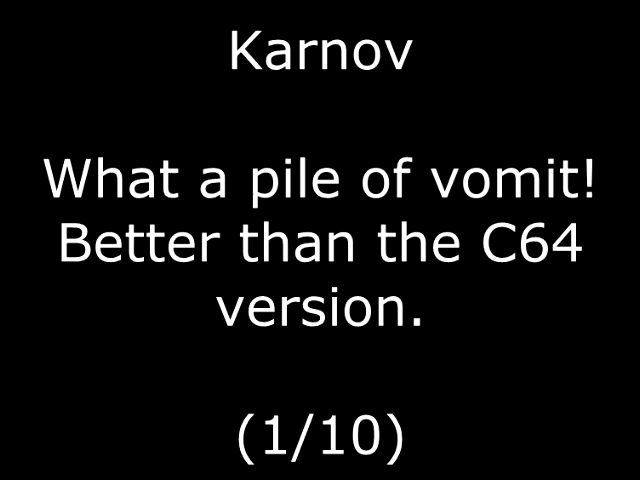 Karnov
What a pile of vomit!
Better than the C64
version.
(1/10)